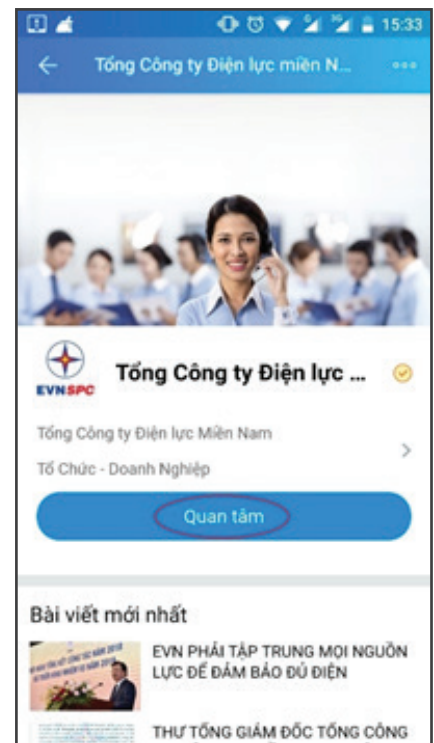 15:33
Tổng Công ty Điện lực miền N...
EVNSPC
Tổng Công ty Điện lực ...
Tổng Công ty Điện lực Miền Nam
Tổ Chức - Doanh Nghiệp
Quan tâm
Bài viết mới nhất
EVN PHẢI TẬP TRUNG MỌI NGUỒN
LỰC ĐỂ ĐẢM BẢO ĐỦ ĐIỆN
THƯ TỔNG GIÁM ĐỐC TỔNG CÔNG